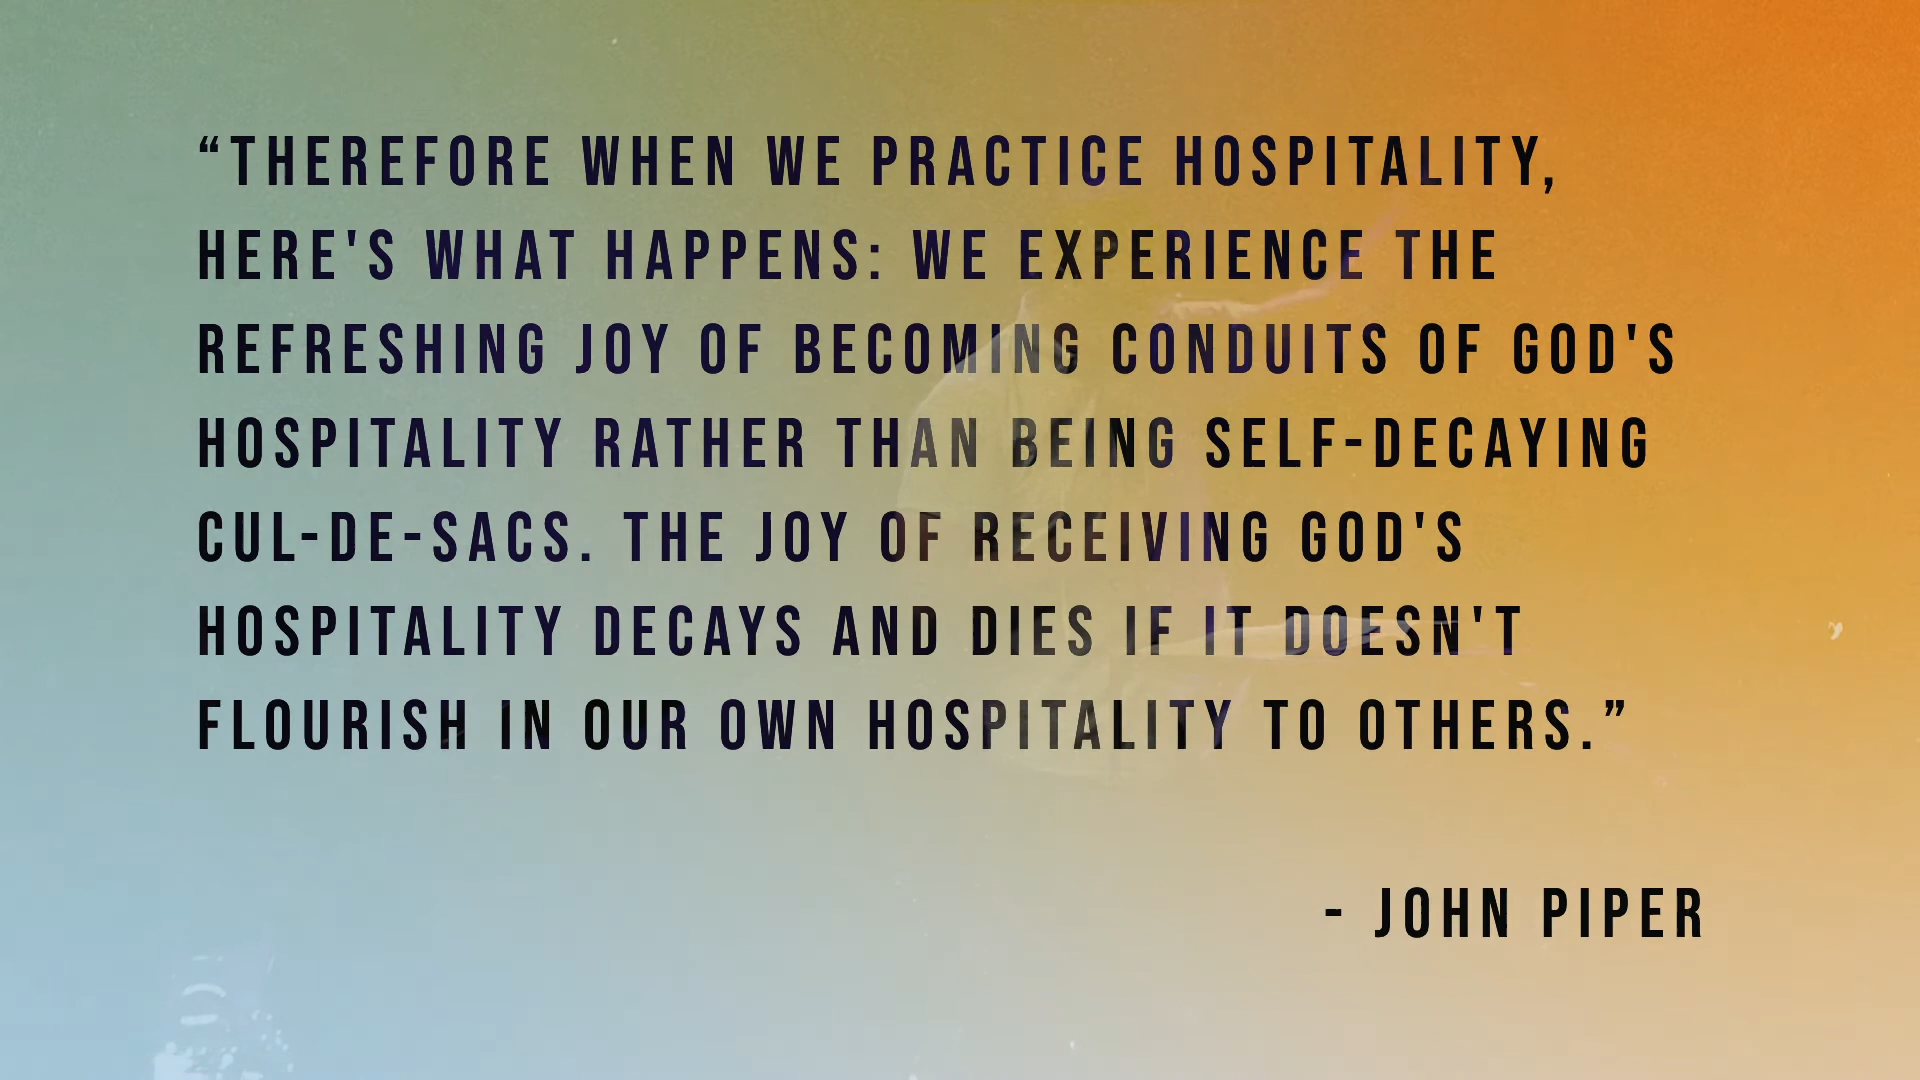 “THEREFORE WHEN WE PRACTICE HOSPITALITY,
HERE'S WHAT HAPPENS: WE EXPERIENCE THE
REFRESHING JOY OF BECOMING CONDUITS OF GOD'S
HOSPITALITY RATHER THAN BEING SELF-DECAYING
CUL-DE-SACS. THE JOY OF RECEIVING GOD'S
HOSPITALITY DECAYS AND DIES IF IT DOESN'T
FLOURISH IN OUR OWN HOSPITALITY TO OTHERS.”
- JOHN PIPER